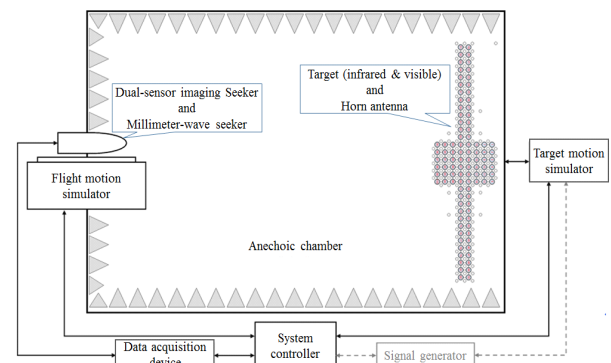 Dual-sensor imaging Seeker
and
Millimeter-wave seeker
Target (infrared & visible)
and
Horn antenna
Flight motion
simulator
Target motion
simulator
Anechoic chamber
Data acquisition
device
System
controller
Signal generator